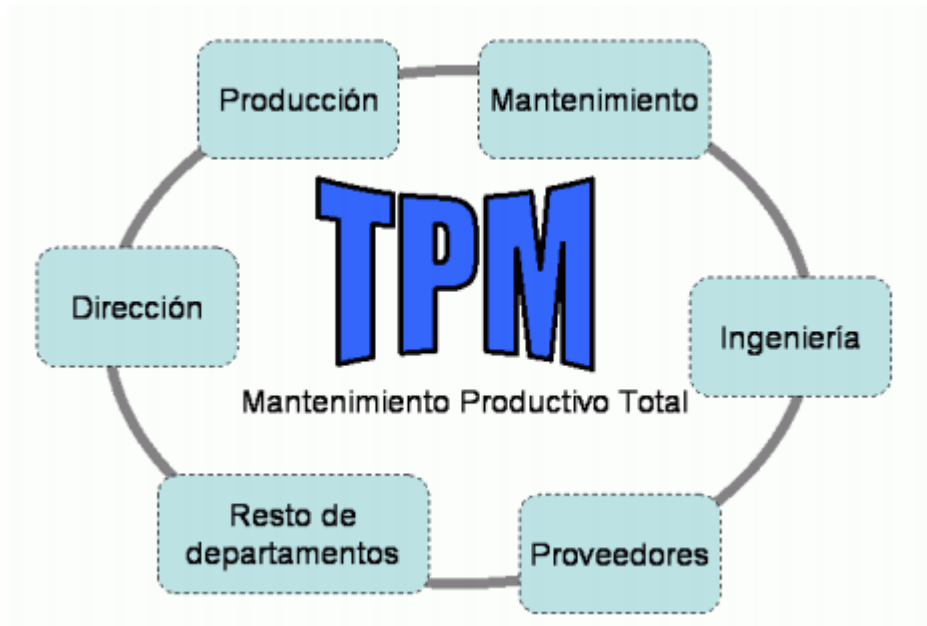 Producción
Mantenimiento
TPM
Dirección
Ingeniería
Mantenimiento Productivo Total
Resto de
departamentos
Proveedores